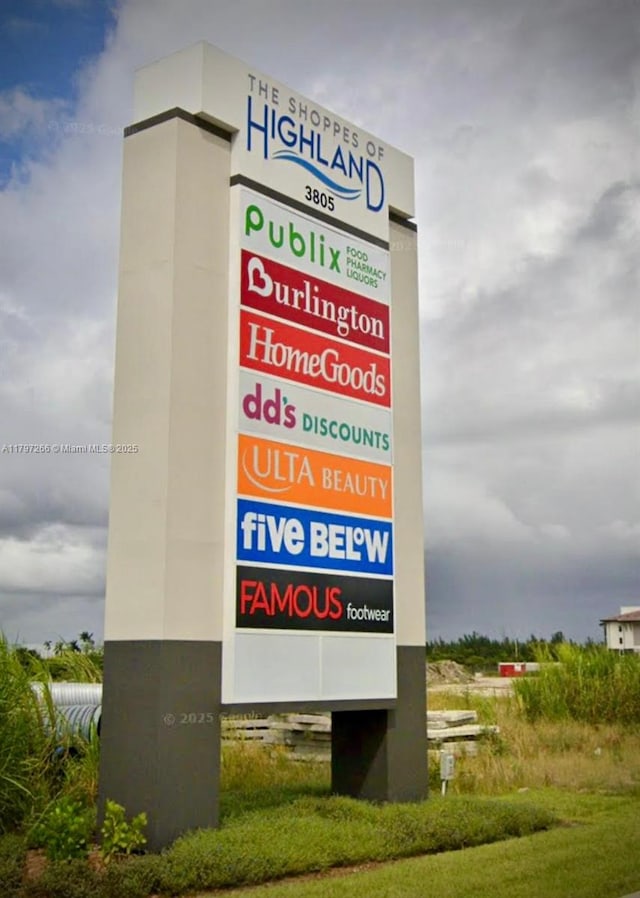 THE SHOPPES OF
HIGHLAND
3805
Publix
FOOD
PHARMACY
LIQUORS
Burlington
HomeGoods
dd's DISCOUNTS
ULTA BEAUTY
five BELOW
FAMOUS footwear
A11797266 © Miami MLS® 2025
© 2025